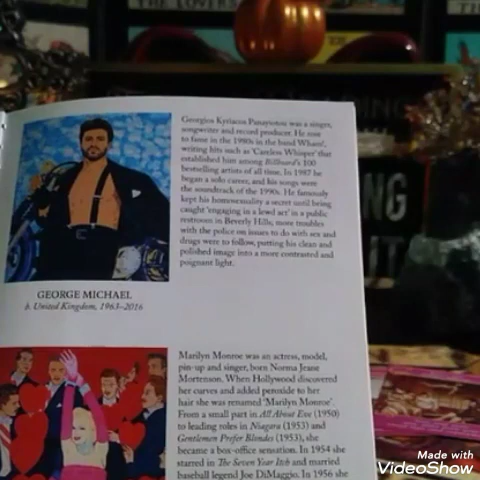 THE LOVERS
Georgios Kyriacos Panayiotou was a singer,
songwriter and record producer. He rose
to fame in the 1980s in the band Wham!,
writing hits such as 'Careless Whisper' that
established him among Billboard's 100
bestselling artists of all time. In 1987 he
began a solo career, and his songs were
the soundtrack of the 1990s. He famously
kept his homosexuality a secret until being
caught 'engaging in a lewd act' in a public
restroom in Beverly Hills; more troubles
with the police on issues to do with sex and
drugs were to follow, putting his clean and
polished image into a more contrasted and
poignant light.
GEORGE MICHAEL
b. United Kingdom, 1963–2016
Marilyn Monroe was an actress, model,
pin-up and singer, born Norma Jeane
Mortenson. When Hollywood discovered
her curves and added peroxide to her
hair she was renamed 'Marilyn Monroe'.
From a small part in All About Eve (1950)
to leading roles in Niagara (1953) and
Gentlemen Prefer Blondes (1953), she
became a box-office sensation. In 1954 she
starred in The Seven Year Itch and married
baseball legend Joe DiMaggio. In 1956 she
Made with
VideoShow